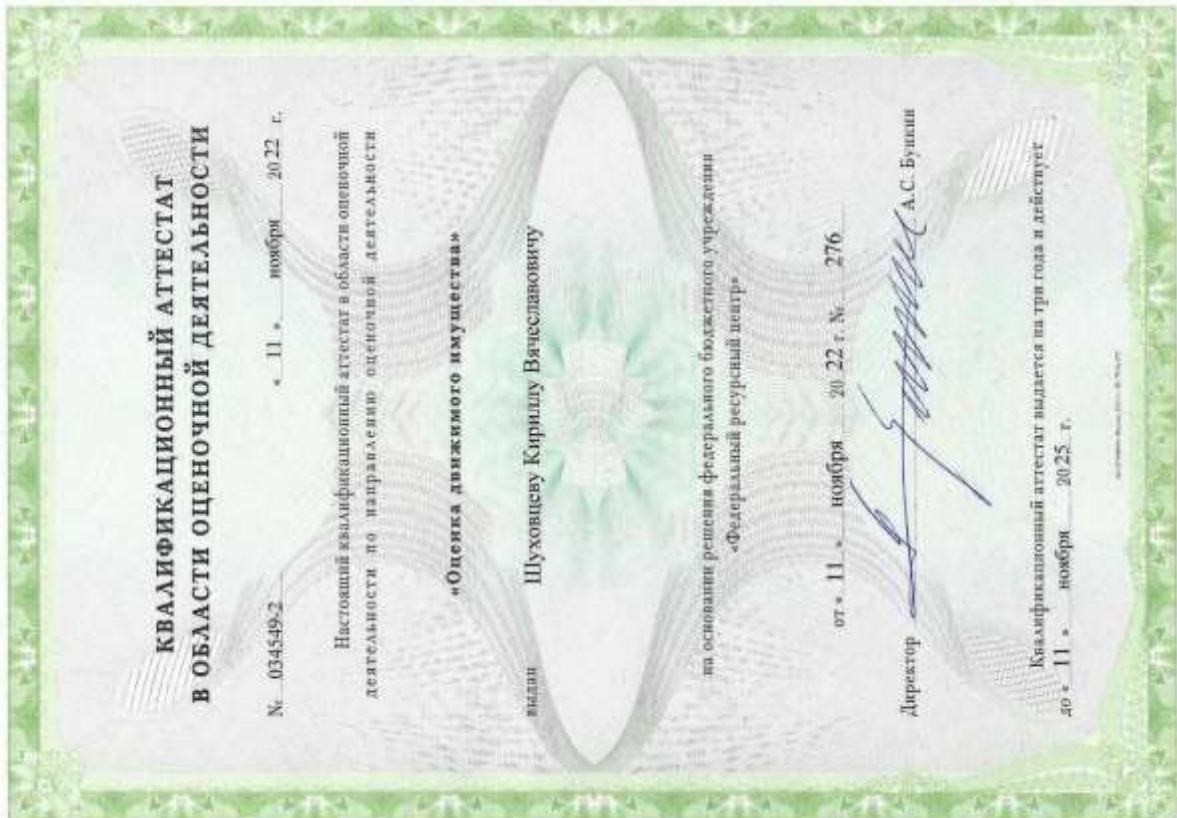 КВАЛИФИКАЦИОННЫЙ АТТЕСТАТ
В ОБЛАСТИ ОЦЕНОЧНОЙ ДЕЯТЕЛЬНОСТИ
№ 034549-2 « 11 » ноября 20 22 г.
Настоящий квалификационный аттестат в области оценочной
деятельности по направлению оценочной деятельности
«Оценка движимого имущества»
выдан Шуховцеву Кириллу Вячеславовичу
на основании решения федерального бюджетного учреждения
«Федеральный ресурсный центр»
от « 11 » ноября 20 22 г. № 276
Директор А.С. Бункин
Квалификационный аттестат выдается на три года и действует
до « 11 » ноября 20 25 г.